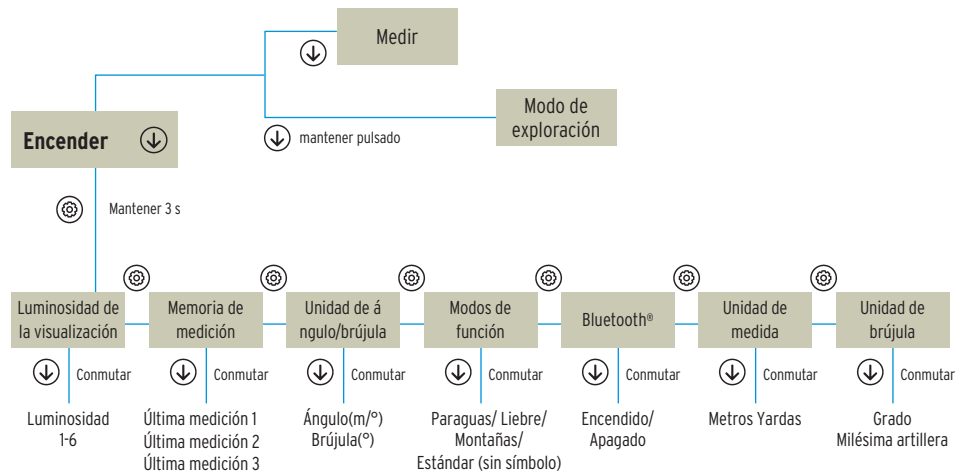 Medir
Modo de
exploración
mantener pulsado
Encender
Mantener 3 s
Luminosidad de
la visualización
Memoria de
medición
Unidad de á
ngulo/brújula
Modos de
función
Bluetooth®
Unidad de
medida
Unidad de
brújula
Conmutar
Conmutar
Conmutar
Conmutar
Conmutar
Conmutar
Conmutar
Luminosidad
1-6
Última medición 1
Última medición 2
Última medición 3
Ángulo(m/°)
Brújula(°)
Paraguas/ Liebre/
Montañas/
Estándar (sin símbolo)
Encendido/
Apagado
Metros Yardas
Grado
Milésima artillera